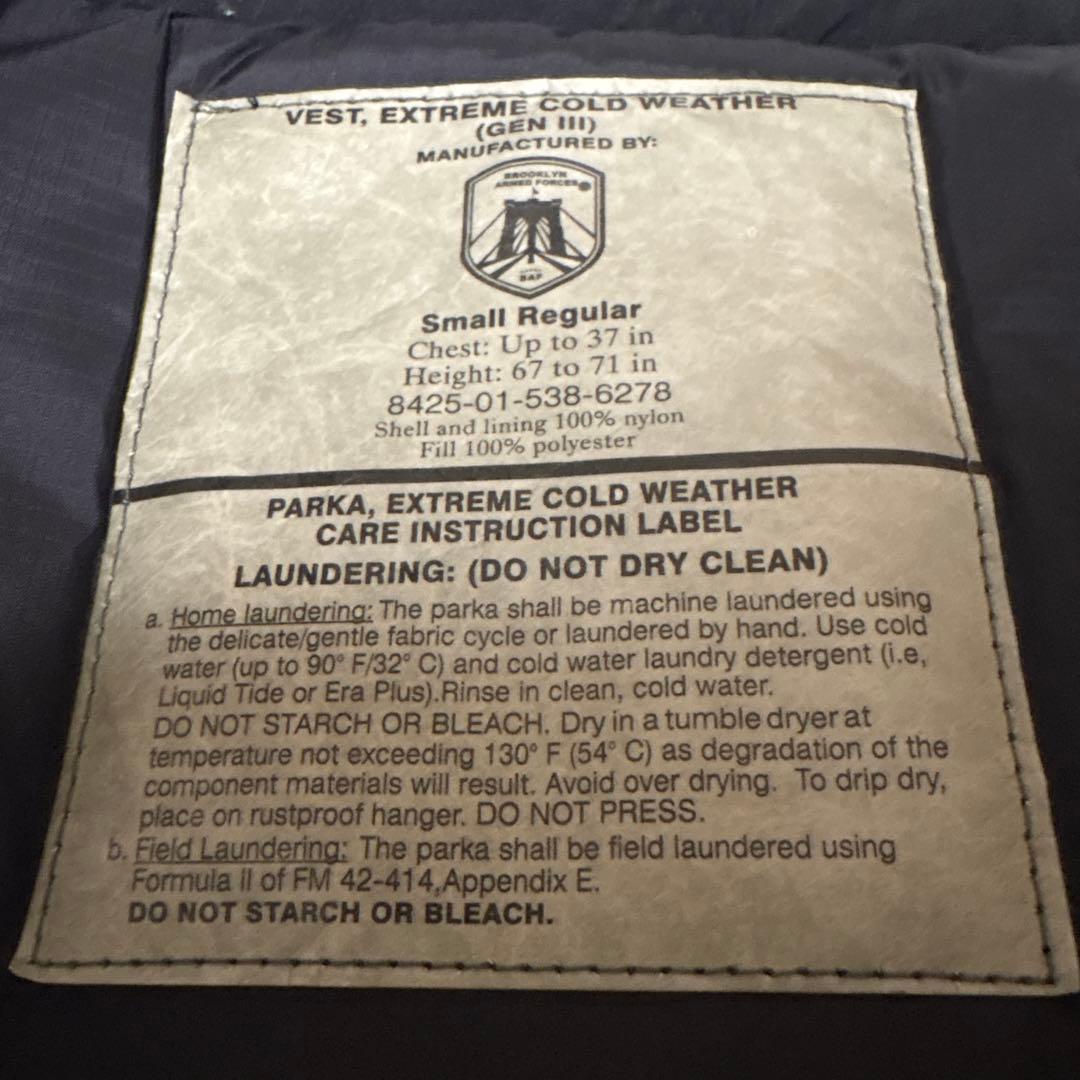 VEST, EXTREME COLD WEATHER
(GEN III)
MANUFACTURED BY:
BROOKLYN
ARMED FORCES
BAF
Small Regular
Chest: Up to 37 in
Height: 67 to 71 in
8425-01-538-6278
Shell and lining 100% nylon
Fill 100% polyester
PARKA, EXTREME COLD WEATHER
CARE INSTRUCTION LABEL
LAUNDERING: (DO NOT DRY CLEAN)
a. Home laundering: The parka shall be machine laundered using
the delicate/gentle fabric cycle or laundered by hand. Use cold
water (up to 90° F/32° C) and cold water laundry detergent (i.e,
Liquid Tide or Era Plus).Rinse in clean, cold water.
DO NOT STARCH OR BLEACH. Dry in a tumble dryer at
temperature not exceeding 130° F (54° C) as degradation of the
component materials will result. Avoid over drying. To drip dry,
place on rustproof hanger. DO NOT PRESS.
b. Field Laundering: The parka shall be field laundered using
Formula II of FM 42-414,Appendix E.
DO NOT STARCH OR BLEACH.